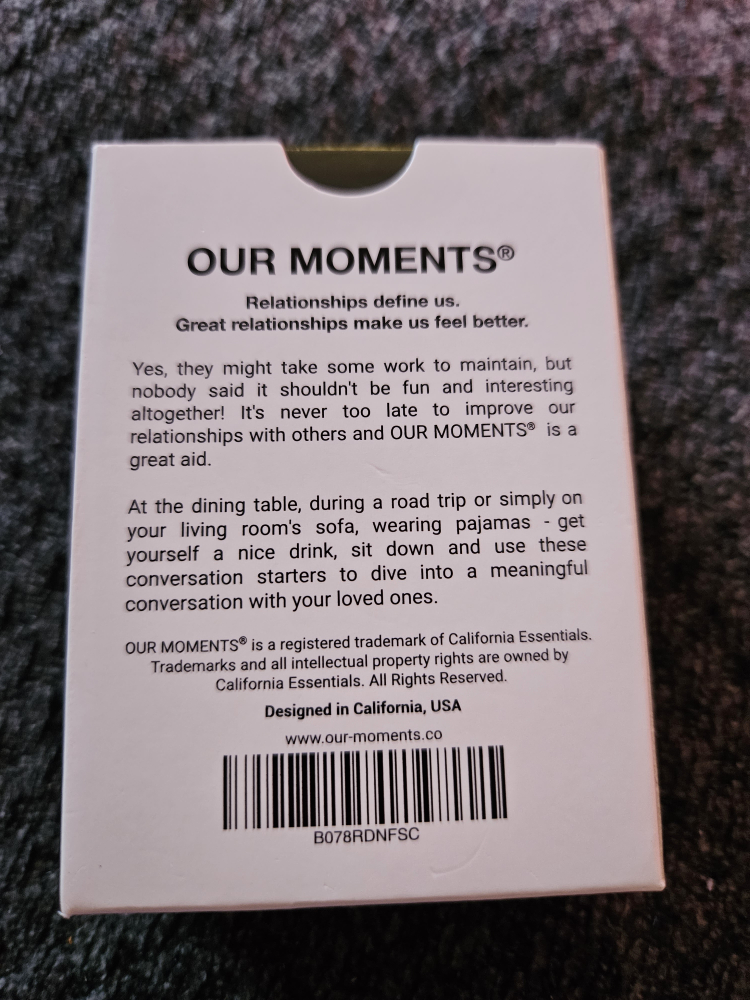 OUR MOMENTS®
Relationships define us.
Great relationships make us feel better.
Yes, they might take some work to maintain, but
nobody said it shouldn't be fun and interesting
altogether! It's never too late to improve our
relationships with others and OUR MOMENTS® is a
great aid.
At the dining table, during a road trip or simply on
your living room's sofa, wearing pajamas - get
yourself a nice drink, sit down and use these
conversation starters to dive into a meaningful
conversation with your loved ones.
OUR MOMENTS® is a registered trademark of California Essentials.
Trademarks and all intellectual property rights are owned by
California Essentials. All Rights Reserved.
Designed in California, USA
www.our-moments.co
B078RDNFSC